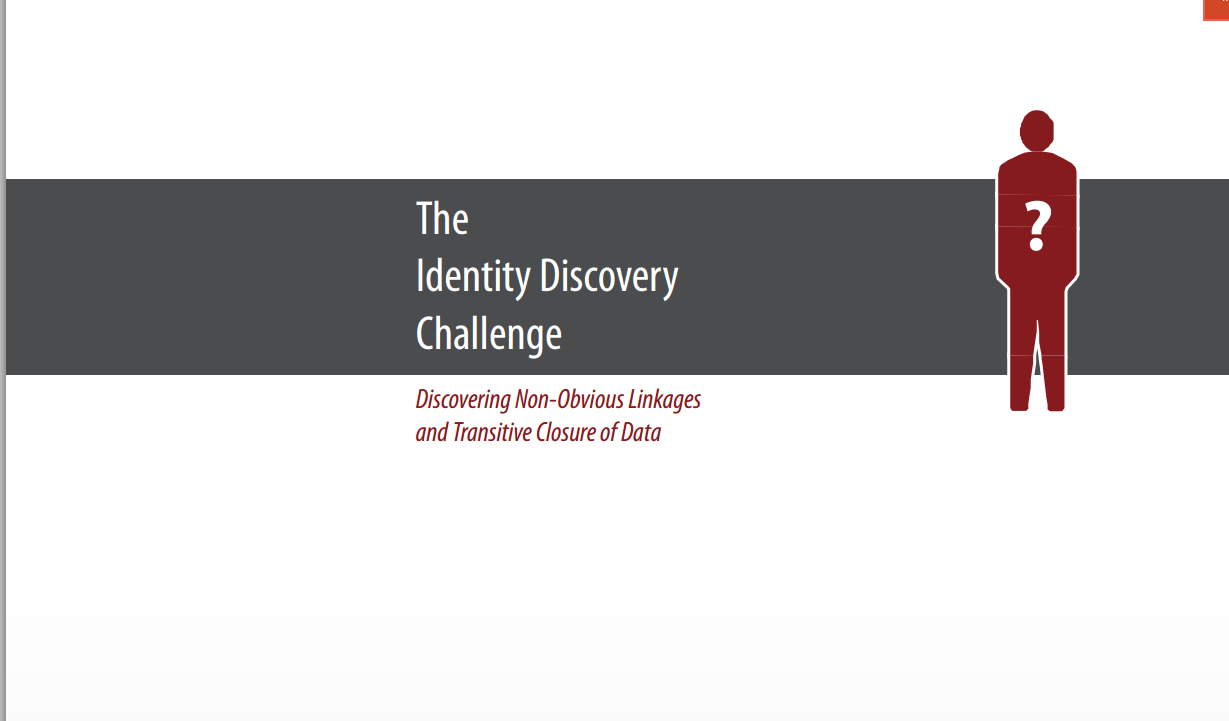 The
Identity Discovery
Challenge
?
Discovering Non-Obvious Linkages
and Transitive Closure of Data